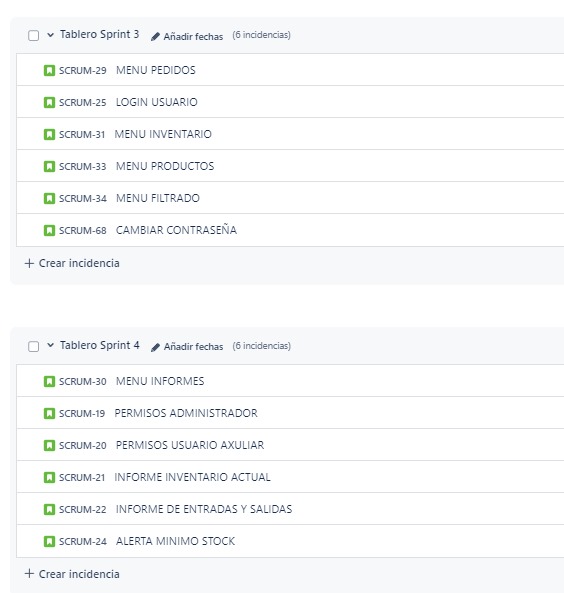 Tablero Sprint 3 Añadir fechas (6 incidencias)
SCRUM-29 MENU PEDIDOS
SCRUM-25 LOGIN USUARIO
SCRUM-31 MENU INVENTARIO
SCRUM-33 MENU PRODUCTOS
SCRUM-34 MENU FILTRADO
SCRUM-68 CAMBIAR CONTRASEÑA
+ Crear incidencia
Tablero Sprint 4 Añadir fechas (6 incidencias)
SCRUM-30 MENU INFORMES
SCRUM-19 PERMISOS ADMINISTRADOR
SCRUM-20 PERMISOS USUARIO AXULIAR
SCRUM-21 INFORME INVENTARIO ACTUAL
SCRUM-22 INFORME DE ENTRADAS Y SALIDAS
SCRUM-24 ALERTA MINIMO STOCK
+ Crear incidencia